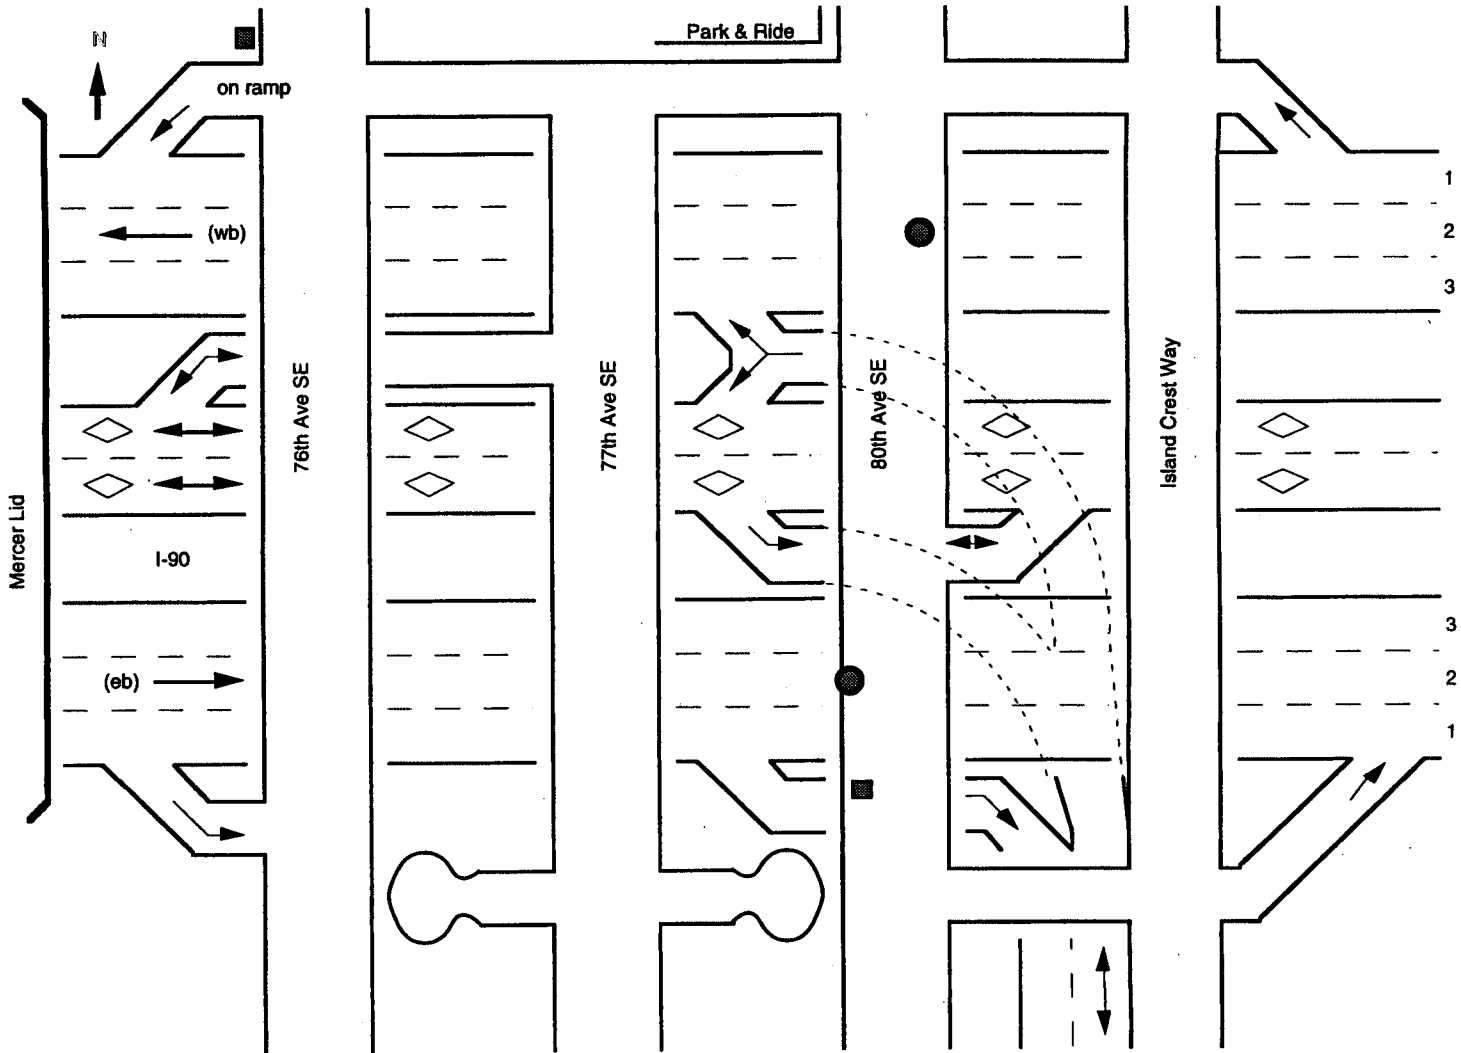 N
Park & Ride
on ramp
1
(wb)
2
3
76th Ave SE
77th Ave SE
80th Ave SE
Island Crest Way
Mercer Lid
I-90
3
(eb)
2
1